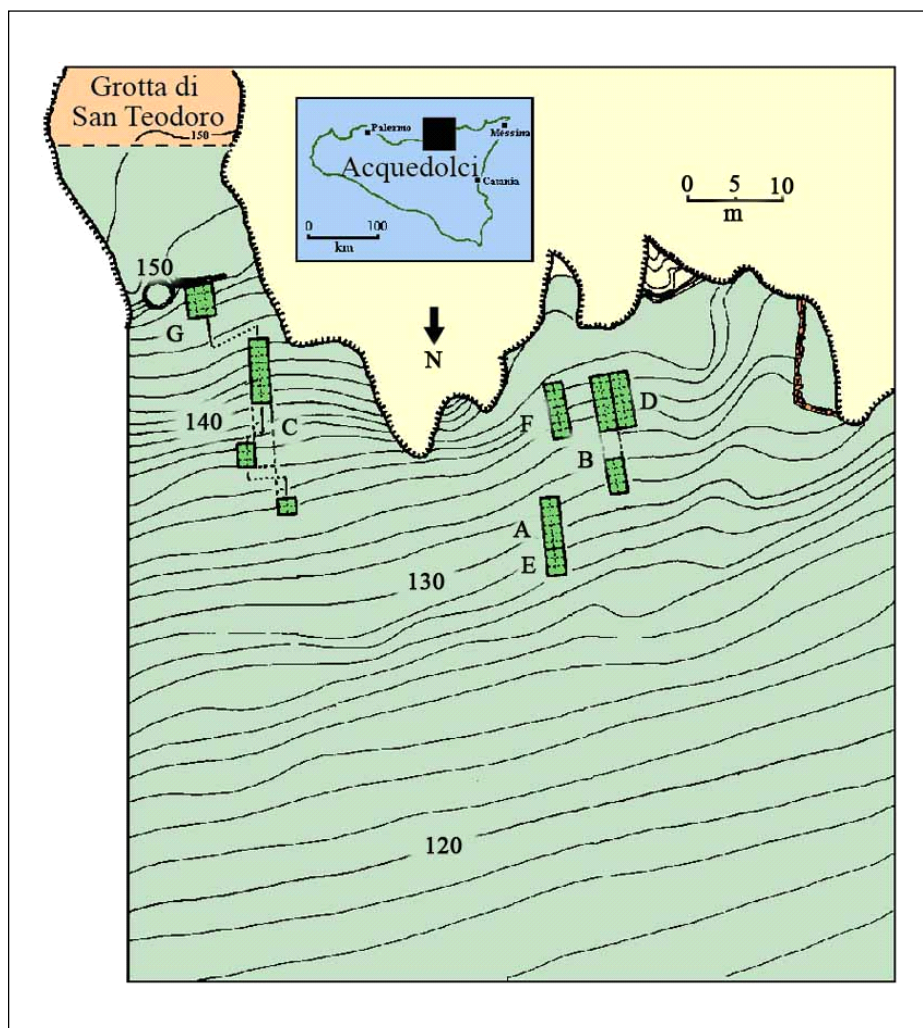 Grotta di
San Teodoro
150
Palermo
Messina
Acquedolci
Catania
0 100
km
0 5 10
m
150
G
N
140
C
F
D
B
A
E
130
120